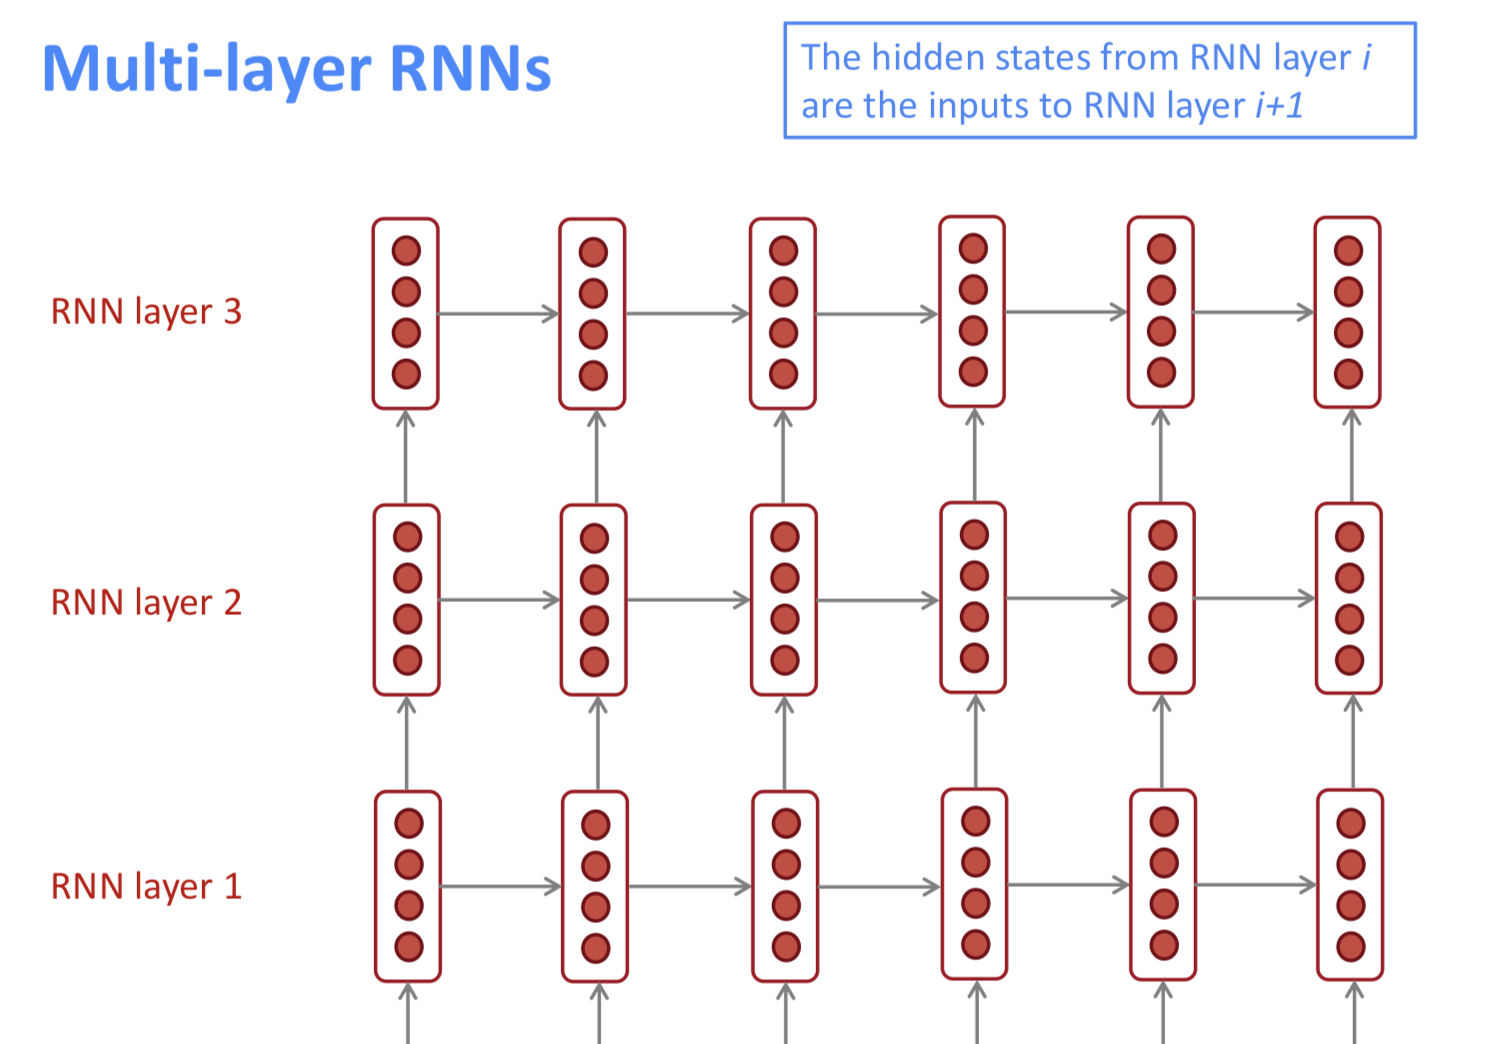 Multi-layer RNNs
The hidden states from RNN layer i
are the inputs to RNN layer i+1
RNN layer 3
RNN layer 2
RNN layer 1